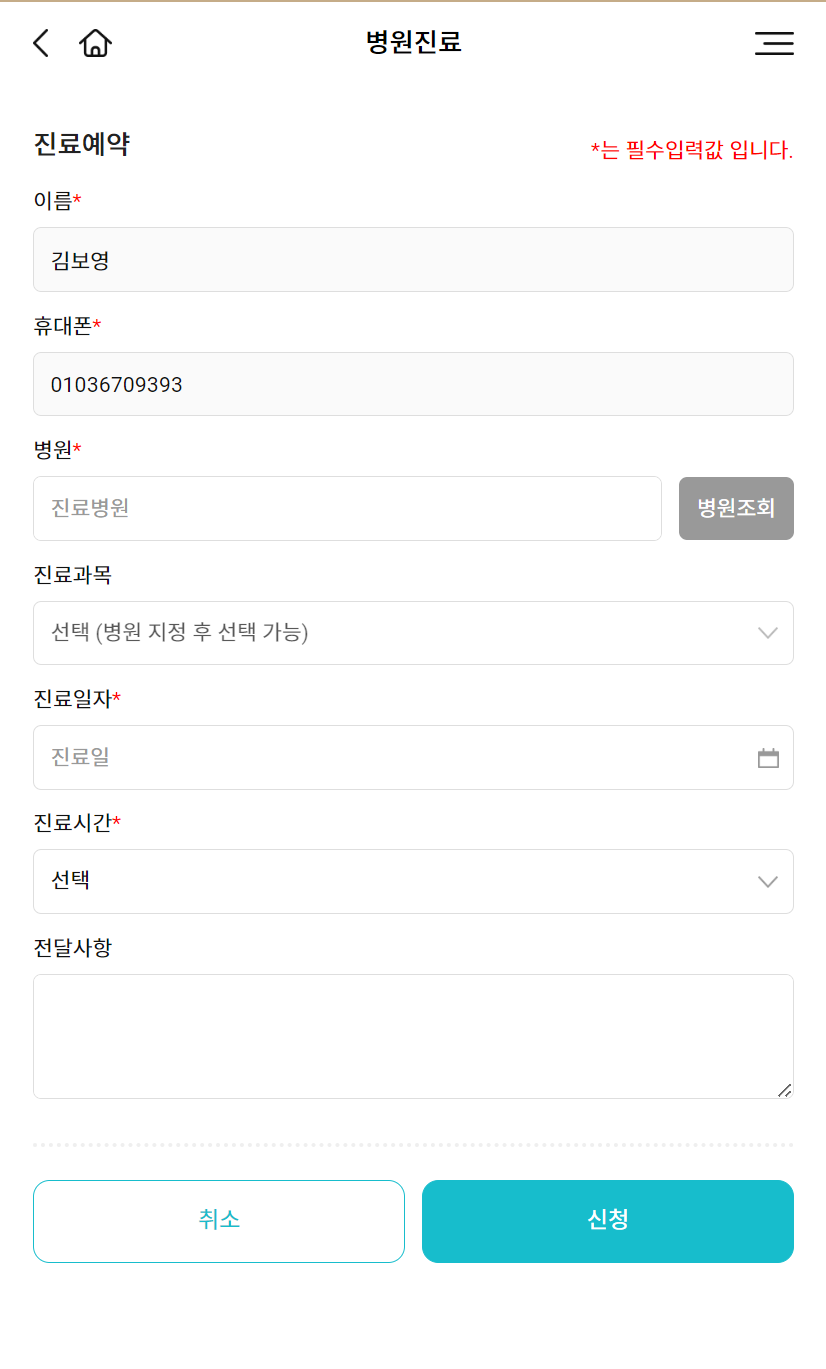 병원진료
진료예약
*는 필수입력값 입니다.
이름*
김보영
휴대폰*
01036709393
병원*
진료병원
병원조회
진료과목
선택 (병원 지정 후 선택 가능)
진료일자*
진료일
진료시간*
선택
전달사항
취소
신청